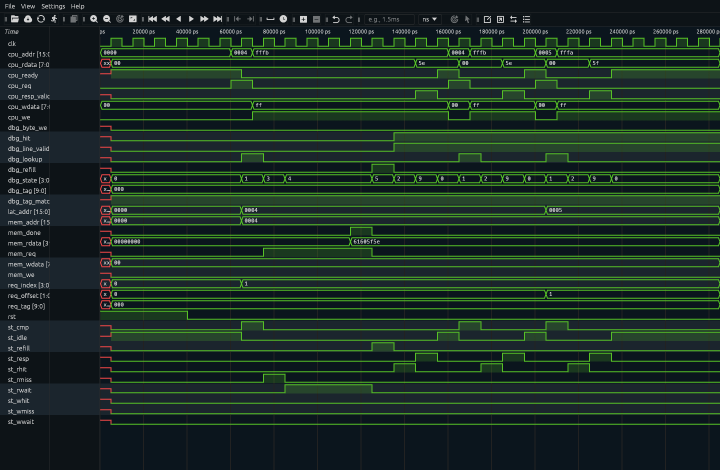 File View Settings Help
e.g., 1.5ms ns
Time ps 20000 ps 40000 ps 60000 ps 80000 ps 100000 ps 120000 ps 140000 ps 160000 ps 180000 ps 200000 ps 220000 ps 240000 ps 260000 ps 280000 ps
clk
cpu_addr [15:0 0000 0004 fffb 0004 fffb 0005 fffa
cpu_rdata [7:0 xx 00 5e 00 5e 00 5f
cpu_ready
cpu_req
cpu_resp_valic
cpu_wdata [7:( 00 ff 00 ff 00 ff
cpu_we
dbg_byte_we
dbg_hit
dbg_line_valid
dbg_lookup
dbg_refill
dbg_state [3:0 x 0 1 3 4 5 2 9 0 1 2 9 0 1 2 9 0
dbg_tag [9:0] x 000
dbg_tag_matc
lat_addr [15:0] x 0000 0004 0005
mem_addr [15 x 0000 0004
mem_done
mem_rdata [3 x 00000000 61605f5e
mem_req
mem_wdata [7 xx 00
mem_we
req_index [3:0] x 0 1
req_offset [1:0 x 0 1
req_tag [9:0] x 000
rst
st_cmp
st_idle
st_refill
st_resp
st_rhit
st_rmiss
st_rwait
st_whit
st_wmiss
st_wwait